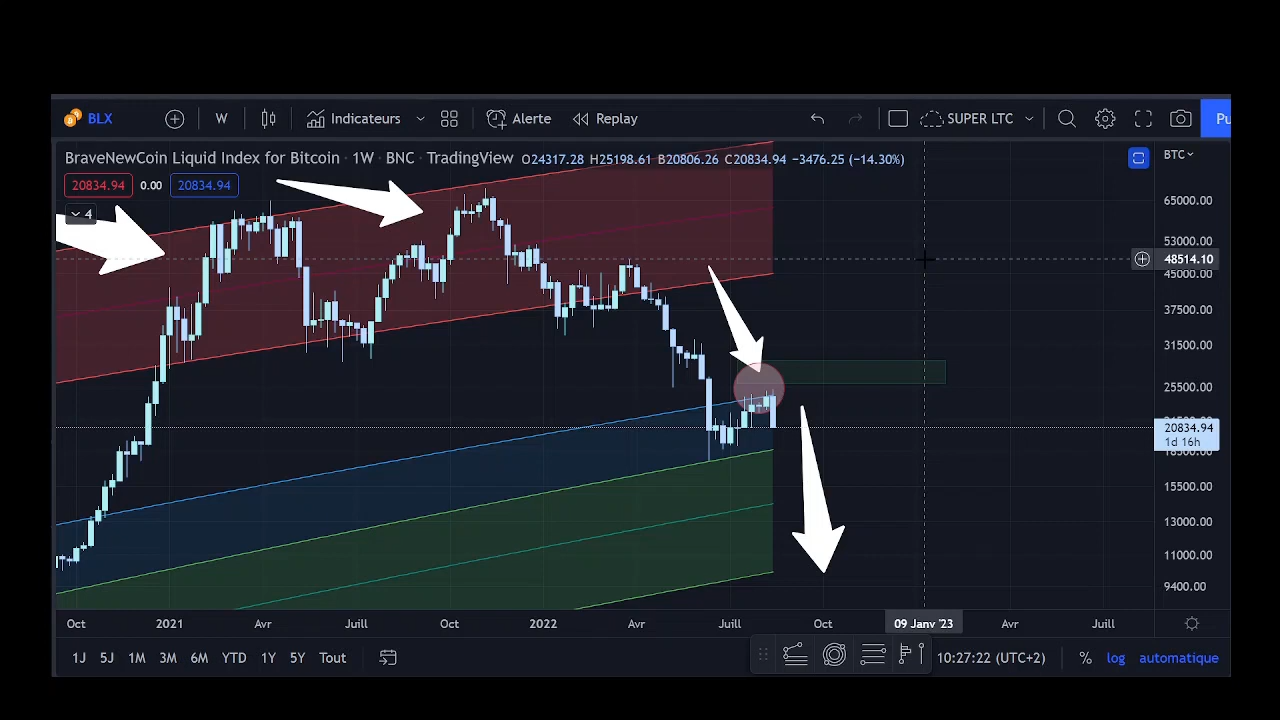 BLX W Indicateurs Alerte Replay SUPER LTC Pu
BraveNewCoin Liquid Index for Bitcoin · 1W · BNC · TradingView O24317.28 H25198.61 B20806.26 C20834.94 −3476.25 (−14.30%) BTC
20834.94 0.00 20834.94
4
65000.00
53000.00
48514.10
45000.00
37500.00
31500.00
25500.00
20834.94
1d 16h
18500.00
15500.00
13000.00
11000.00
9400.00
Oct 2021 Avr Juill Oct 2022 Avr Juill Oct 09 Janv '23 Avr Juill
1J 5J 1M 3M 6M YTD 1Y 5Y Tout 10:27:22 (UTC+2) % log automatique